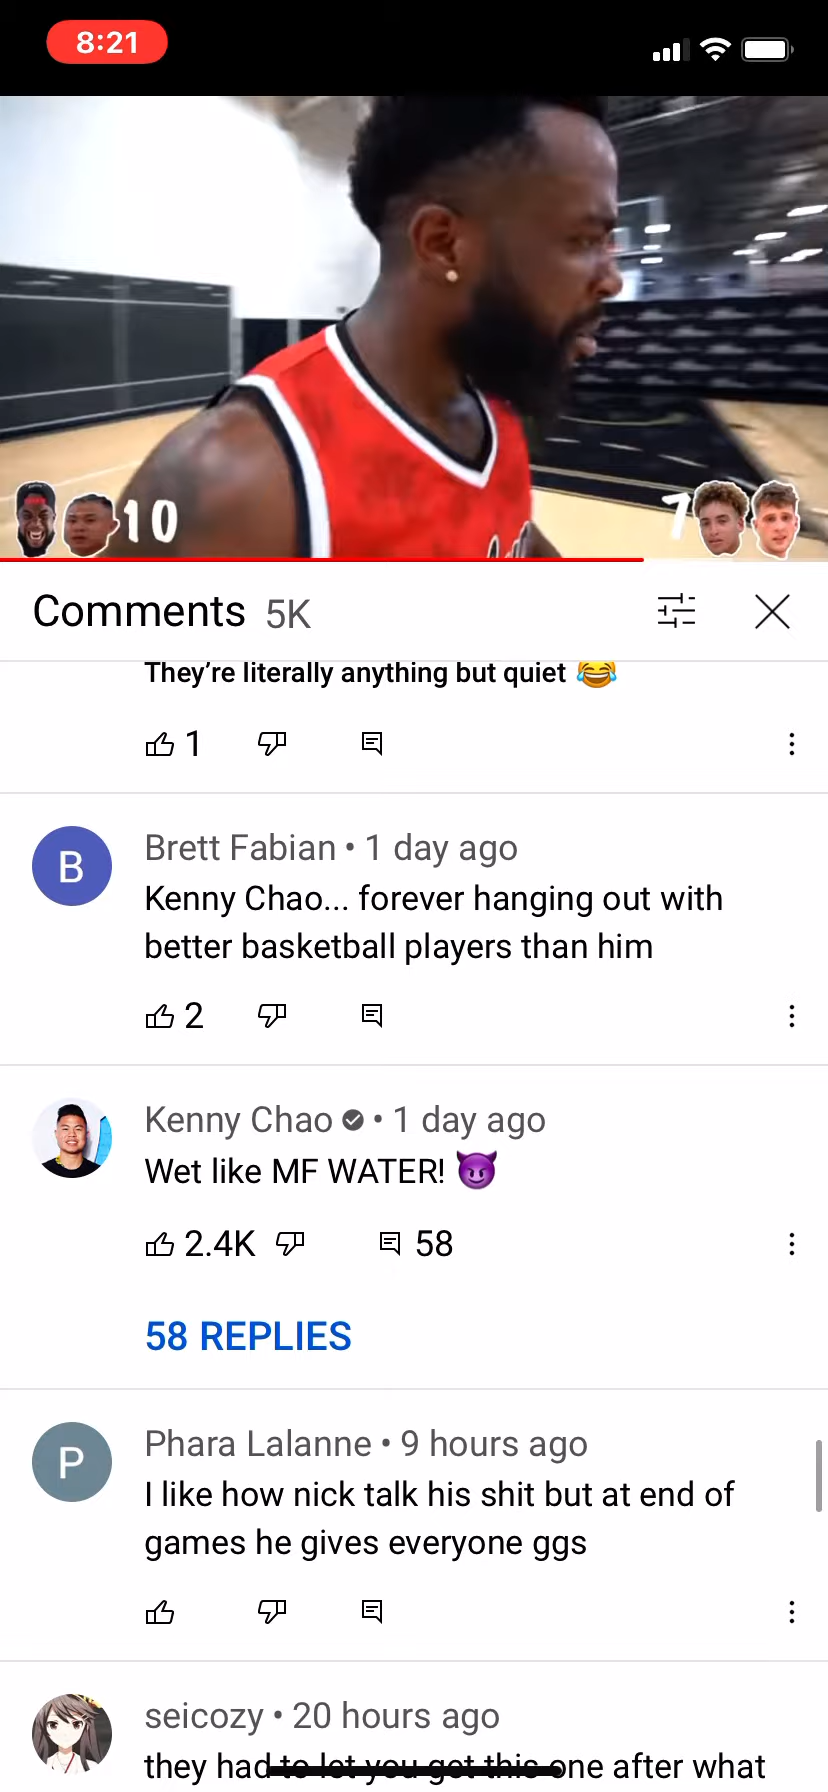 8:21
10
7
Comments 5K
They're literally anything but quiet 😂
1
B
Brett Fabian • 1 day ago
Kenny Chao... forever hanging out with
better basketball players than him
2
Kenny Chao • 1 day ago
Wet like MF WATER! 😈
2.4K 58
58 REPLIES
P
Phara Lalanne • 9 hours ago
I like how nick talk his shit but at end of
games he gives everyone ggs
seicozy • 20 hours ago
they had to let you get this one after what